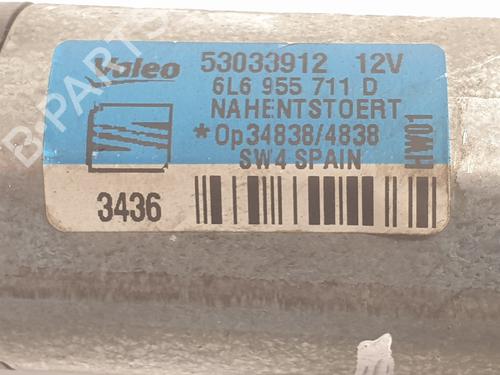 B-PARTS
Valeo 53033912 12V
6L6 955 711 D
NAHENTSTOERT
*Op34838/4838
SW4 SPAIN
HW01
3436